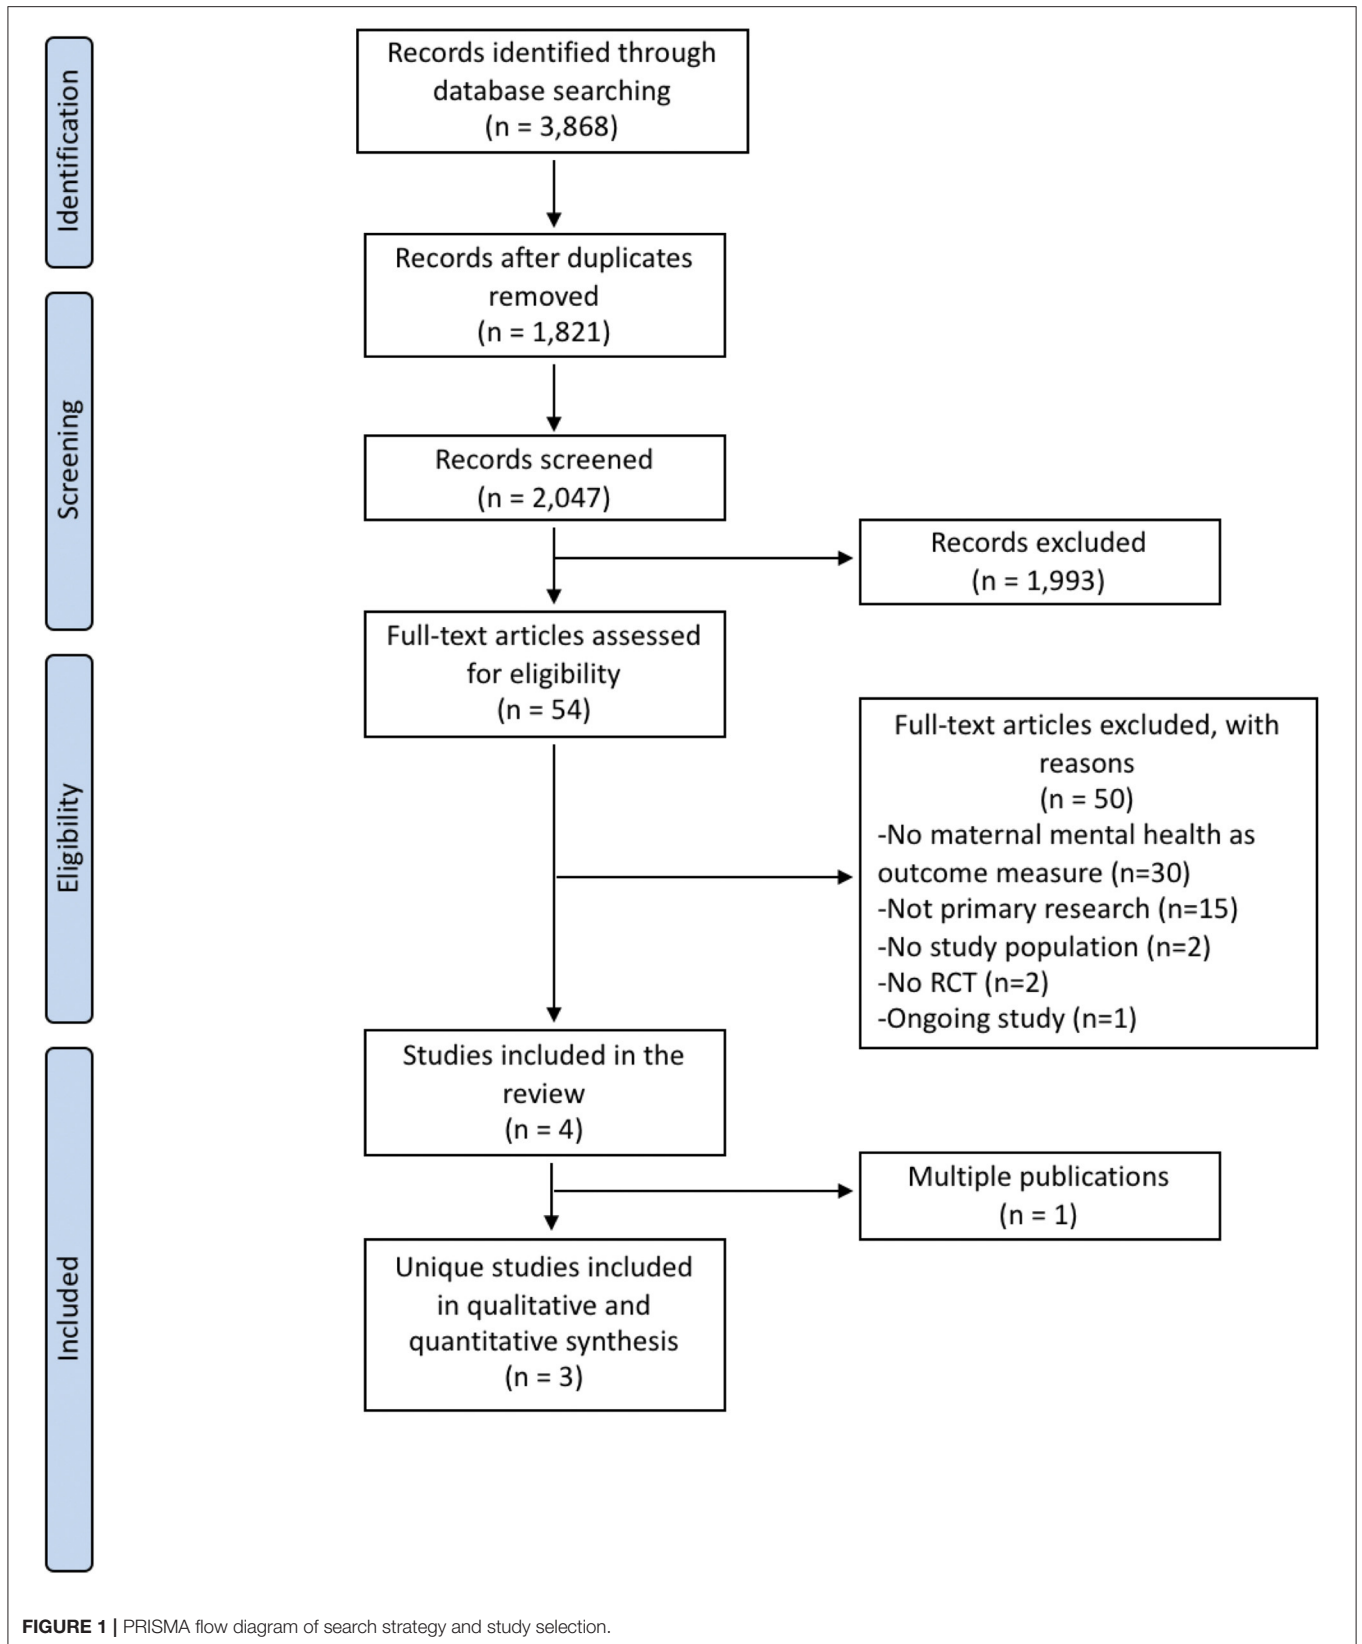 Identification
Records identified through
database searching
(n = 3,868)
Records after duplicates
removed
(n = 1,821)
Screening
Records screened
(n = 2,047)
Records excluded
(n = 1,993)
Full-text articles assessed
for eligibility
(n = 54)
Eligibility
Full-text articles excluded, with
reasons
(n = 50)
-No maternal mental health as
outcome measure (n=30)
-Not primary research (n=15)
-No study population (n=2)
-No RCT (n=2)
-Ongoing study (n=1)
Included
Studies included in the
review
(n = 4)
Multiple publications
(n = 1)
Unique studies included
in qualitative and
quantitative synthesis
(n = 3)
FIGURE 1 | PRISMA flow diagram of search strategy and study selection.